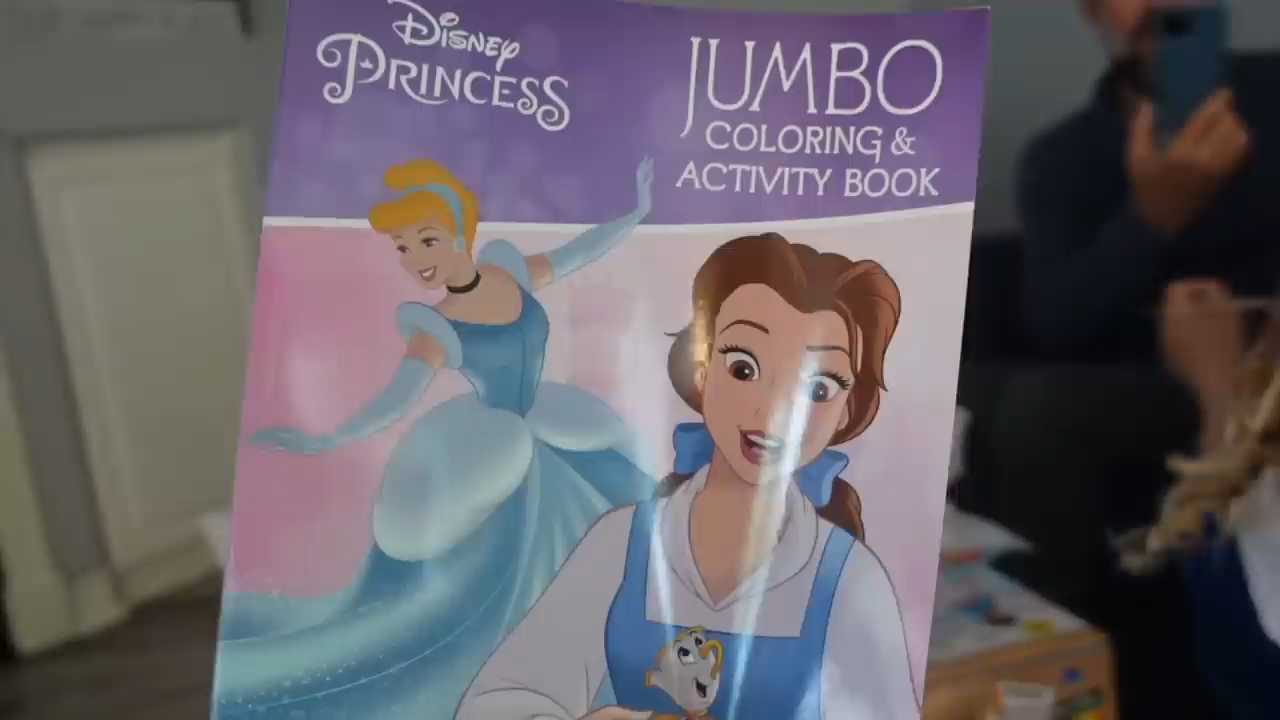 Disney
PRINCESS
JUMBO
COLORING &
ACTIVITY BOOK